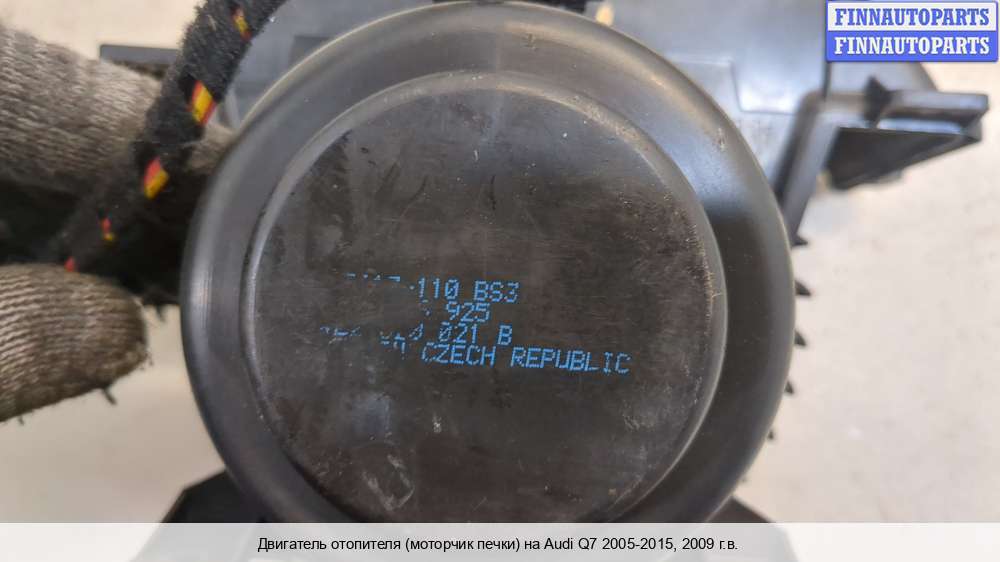 FINNAUTOPARTS
FINNAUTOPARTS
110 BS3
925
021 B
CZECH REPUBLIC
Двигатель отопителя (моторчик печки) на Audi Q7 2005-2015, 2009 г.в.